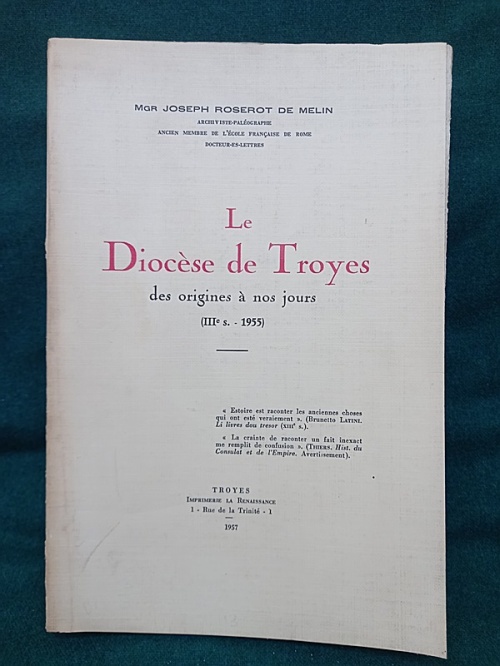 Mgr JOSEPH ROSEROT DE MELIN
ARCHIVISTE-PALÉOGRAPHE
ANCIEN MEMBRE DE L'ÉCOLE FRANÇAISE DE ROME
DOCTEUR-ES-LETTRES
Le
Diocèse de Troyes
des origines à nos jours
(IIIe s. - 1955)
« Estoire est raconter les anciennes choses
qui ont esté veraiement ». (Brunetto LATINI.
Li livres dou tresor (XIIIe s.).
« La crainte de raconter un fait inexact
me remplit de confusion ». (THIERS. Hist. du
Consulat et de l'Empire. Avertissement).
TROYES
IMPRIMERIE LA RENAISSANCE
1 - Rue de la Trinité - 1
1957